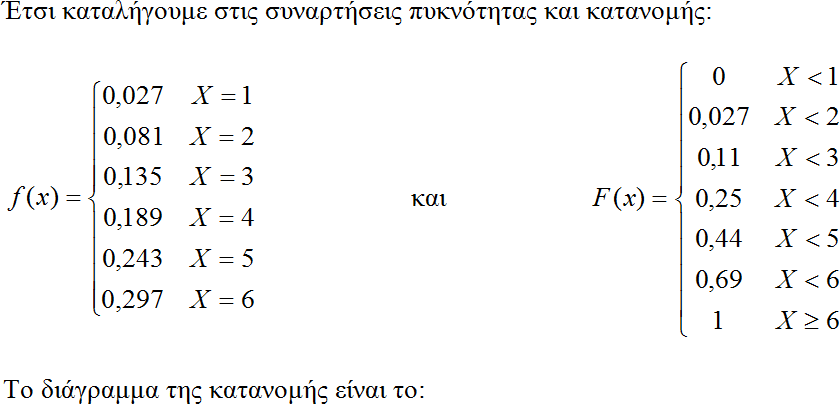 Έτσι καταλήγουμε στις συναρτήσεις πυκνότητας και κατανομής:
f(x) = { 0,027 X = 1
0,081 X = 2
0,135 X = 3
0,189 X = 4
0,243 X = 5
0,297 X = 6
και
F(x) = { 0 X < 1
0,027 X < 2
0,11 X < 3
0,25 X < 4
0,44 X < 5
0,69 X < 6
1 X ≥ 6
Το διάγραμμα της κατανομής είναι το: